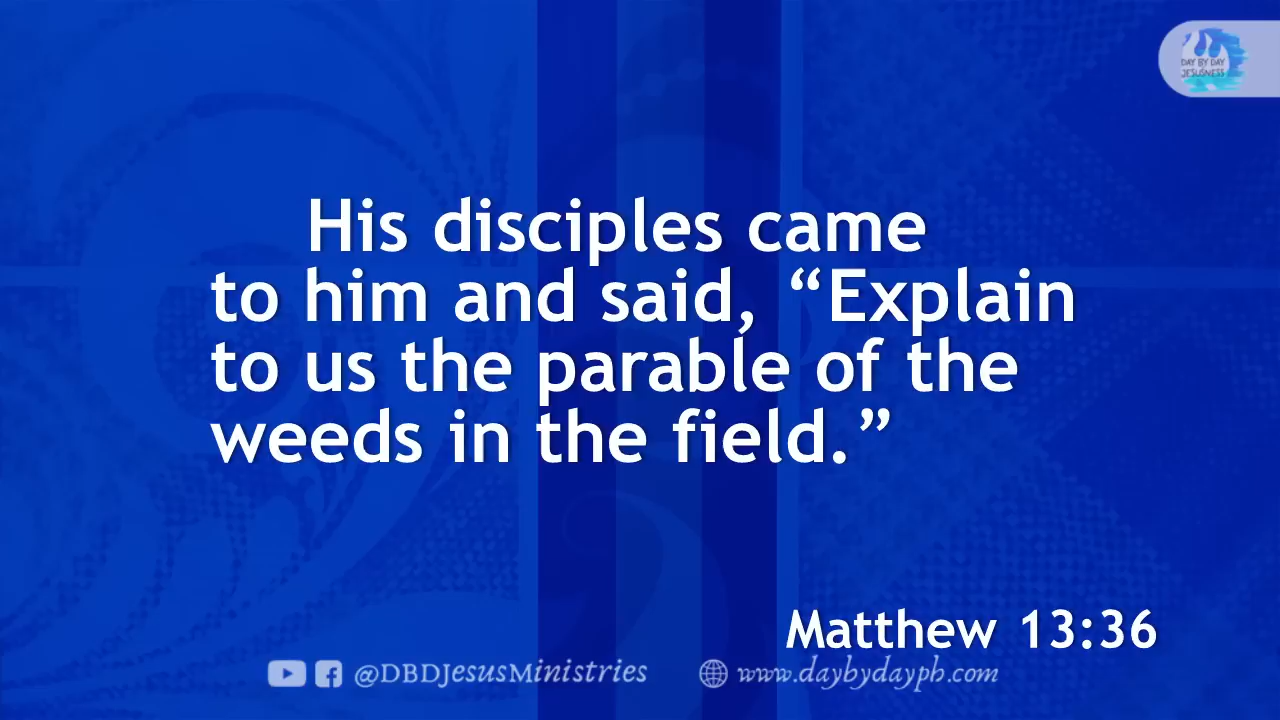 DAY BY DAY
JESUSNESS
His disciples came
to him and said, “Explain
to us the parable of the
weeds in the field.”
Matthew 13:36
@DBDJesusMinistries
www.daybydayph.com